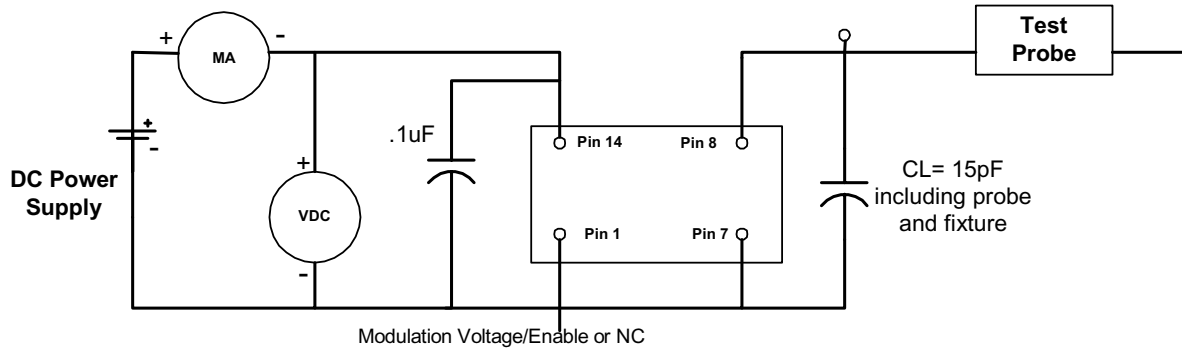 +
MA
-
Test
Probe
.1uF
Pin 14
Pin 8
+
-
DC Power
Supply
+
VDC
-
CL= 15pF
including probe
and fixture
Pin 1
Pin 7
Modulation Voltage/Enable or NC